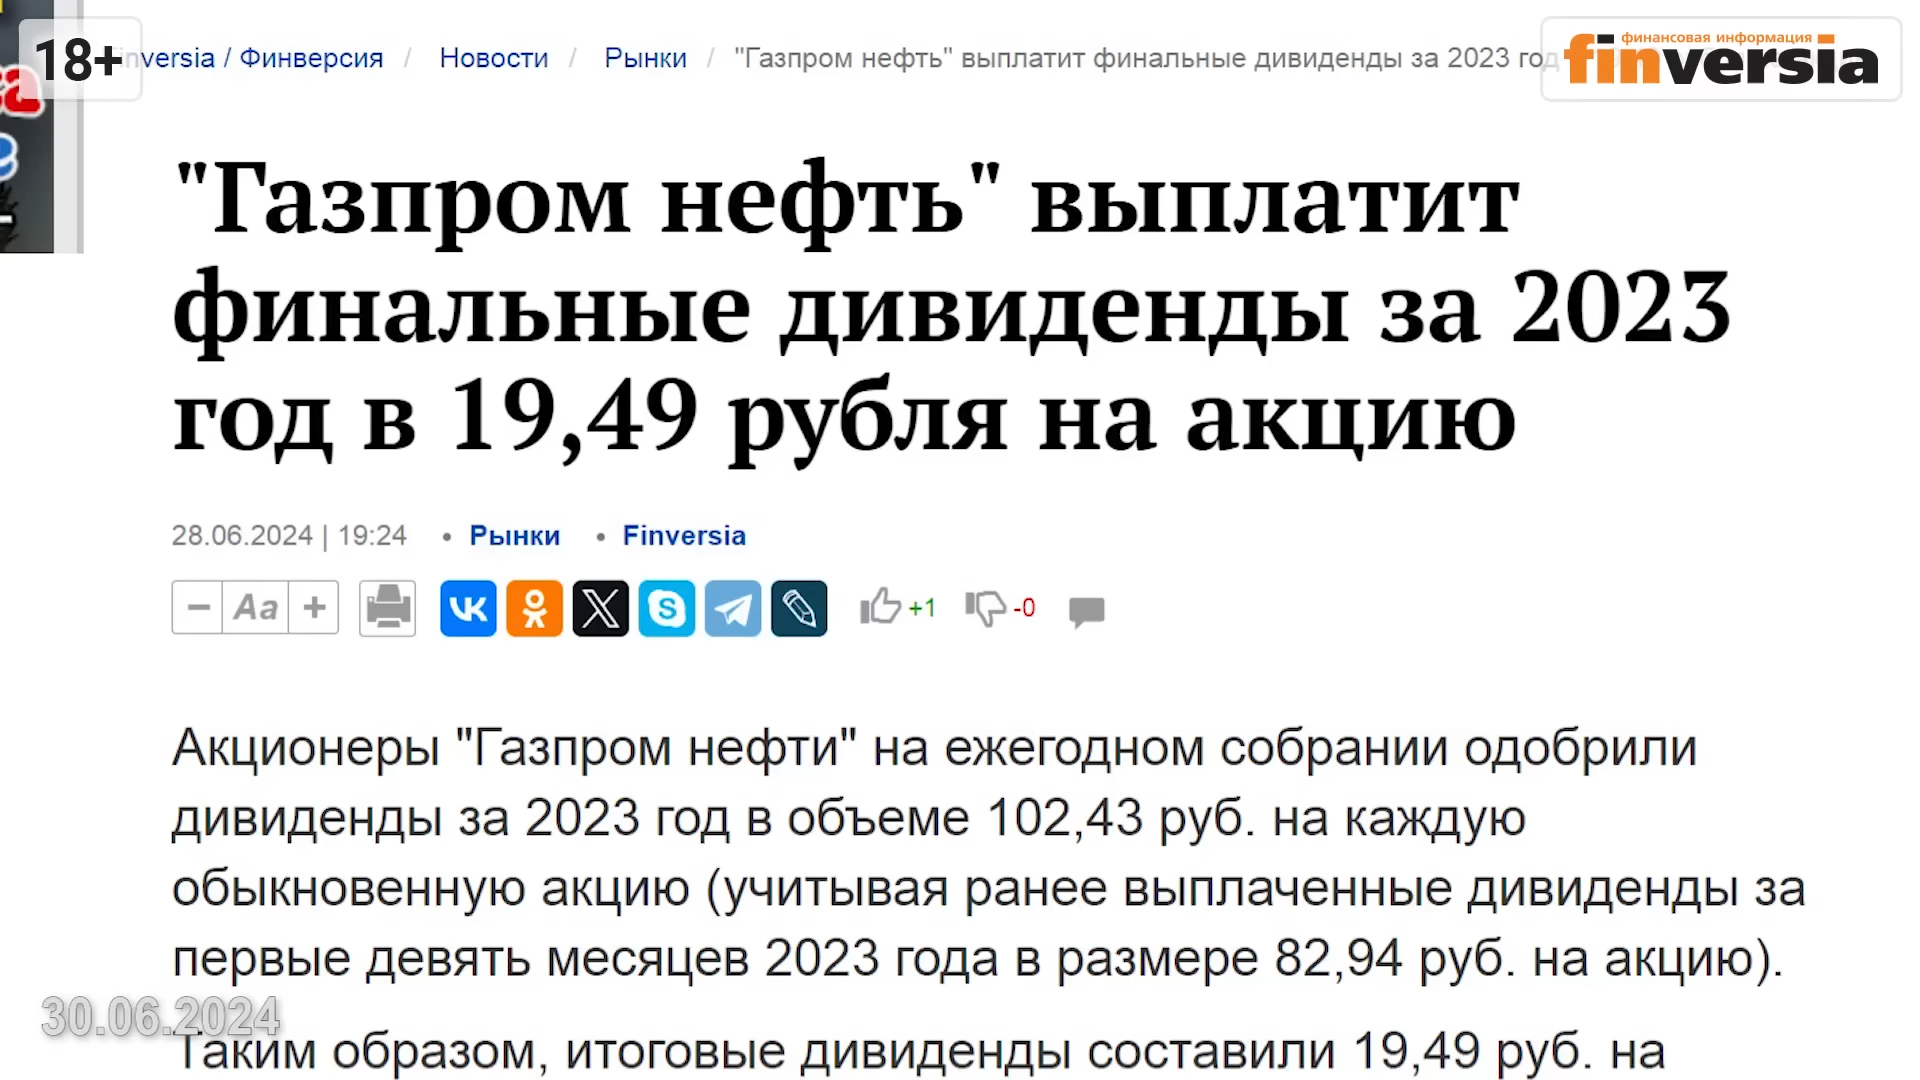 18+
Finversia / Финверсия / Новости / Рынки / "Газпром нефть" выплатит финальные дивиденды за 2023 год
финансовая информация
finversia
"Газпром нефть" выплатит
финальные дивиденды за 2023
год в 19,49 рубля на акцию
28.06.2024 | 19:24 • Рынки • Finversia
− Aa + +1 -0
Акционеры "Газпром нефти" на ежегодном собрании одобрили
дивиденды за 2023 год в объеме 102,43 руб. на каждую
обыкновенную акцию (учитывая ранее выплаченные дивиденды за
первые девять месяцев 2023 года в размере 82,94 руб. на акцию).
30.06.2024
Таким образом, итоговые дивиденды составили 19,49 руб. на